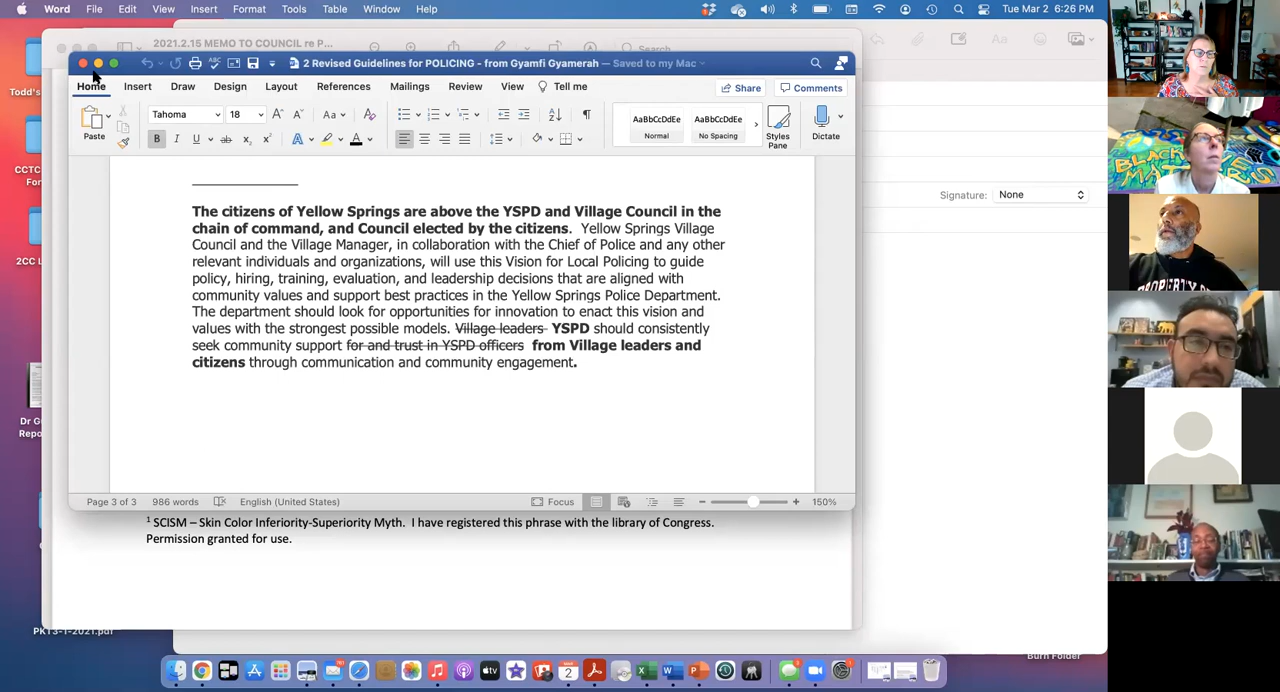 Word File Edit View Insert Format Tools Table Window Help Tue Mar 2 6:26 PM
2021.2.15 MEMO TO COUNCIL re P... Search
2 Revised Guidelines for POLICING - from Gyamfi Gyamerah — Saved to my Mac
Home Insert Draw Design Layout References Mailings Review View Tell me Share Comments
Paste Tahoma 18 Aa AaBbCcDdEe Normal AaBbCcDdEe No Spacing Styles Pane Dictate
Signature: None
The citizens of Yellow Springs are above the YSPD and Village Council in the
chain of command, and Council elected by the citizens. Yellow Springs Village
Council and the Village Manager, in collaboration with the Chief of Police and any other
relevant individuals and organizations, will use this Vision for Local Policing to guide
policy, hiring, training, evaluation, and leadership decisions that are aligned with
community values and support best practices in the Yellow Springs Police Department.
The department should look for opportunities for innovation to enact this vision and
values with the strongest possible models. Village leaders YSPD should consistently
seek community support for and trust in YSPD officers from Village leaders and
citizens through communication and community engagement.
Page 3 of 3 986 words English (United States) Focus 150%
1 SCISM – Skin Color Inferiority-Superiority Myth. I have registered this phrase with the library of Congress.
Permission granted for use.
Todd's
CCTC
For
2CC L
Dr G
Repo
PKT3-1-2021.pdf
Burn Folder
BLACK LIVES
MATTER
PROPERTY